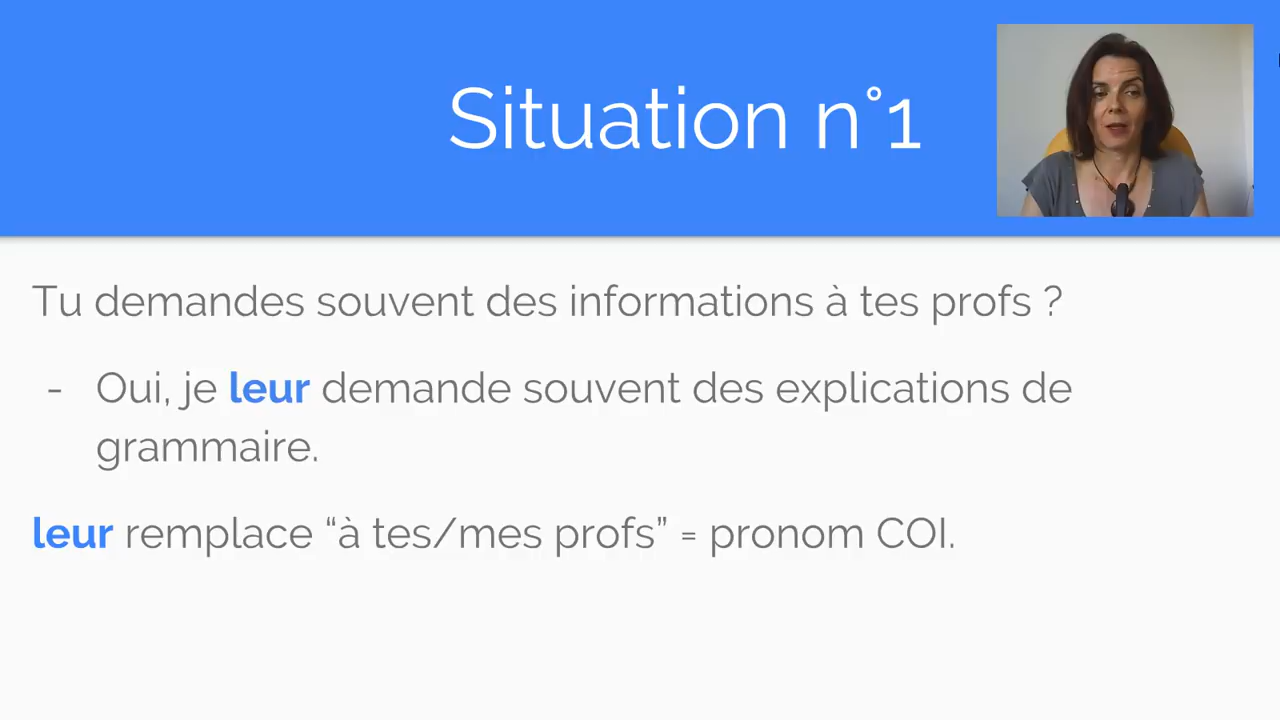 Situation n°1
Tu demandes souvent des informations à tes profs ?
- Oui, je leur demande souvent des explications de
grammaire.
leur remplace “à tes/mes profs” = pronom COI.